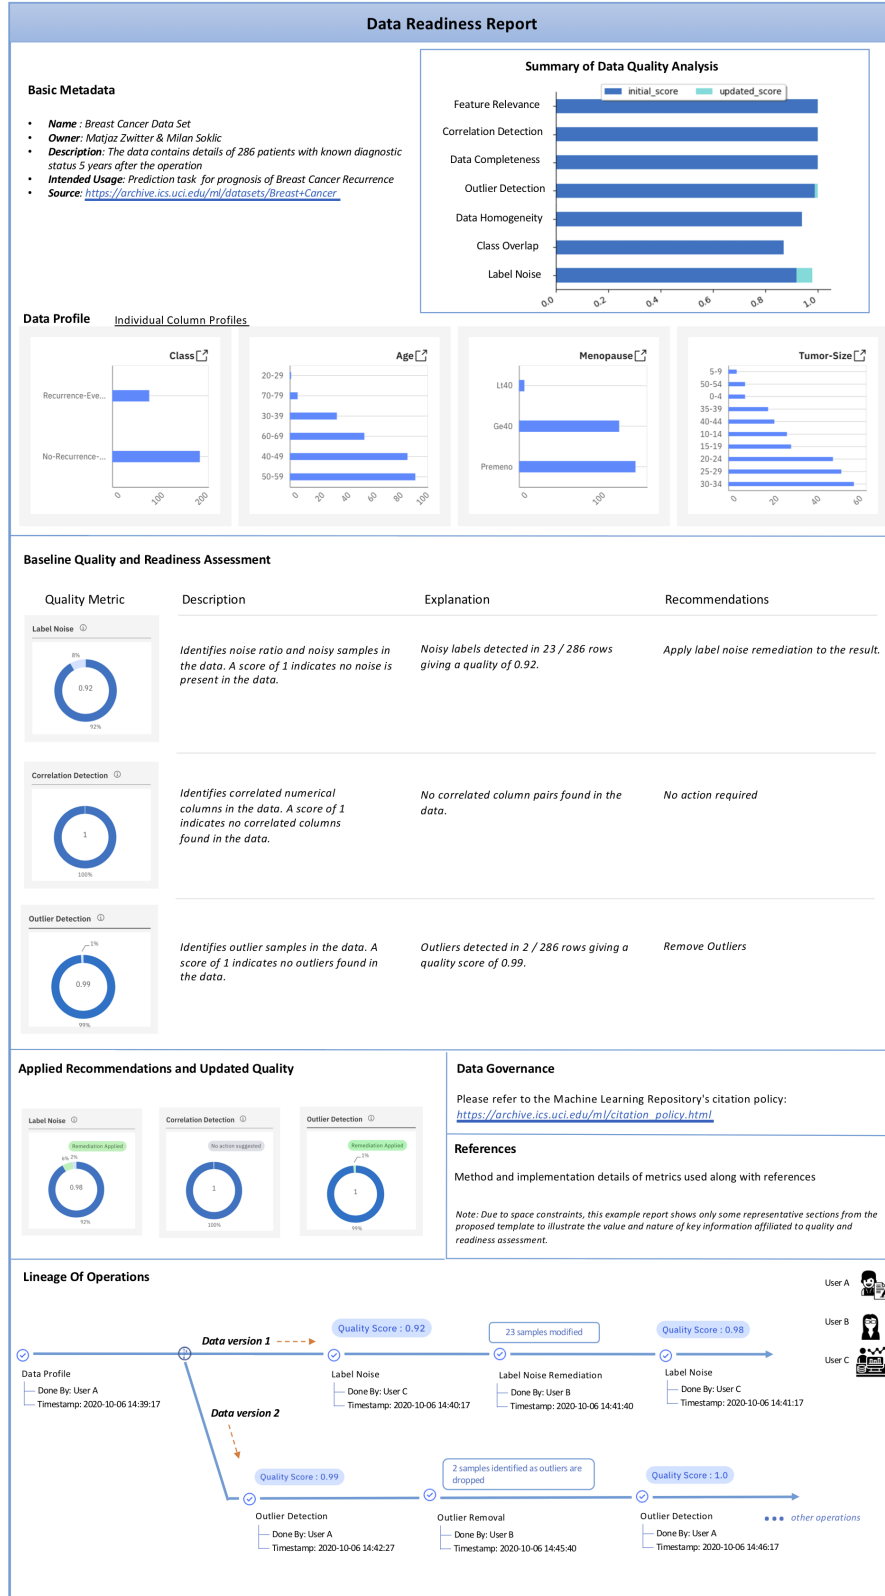 Data Readiness Report
Basic Metadata
• Name : Breast Cancer Data Set
• Owner: Matjaz Zwitter & Milan Soklic
• Description: The data contains details of 286 patients with known diagnostic
status 5 years after the operation
• Intended Usage: Prediction task for prognosis of Breast Cancer Recurrence
• Source: https://archive.ics.uci.edu/ml/datasets/Breast+Cancer
Summary of Data Quality Analysis
initial_score updated_score
Feature Relevance
Correlation Detection
Data Completeness
Outlier Detection
Data Homogeneity
Class Overlap
Label Noise
0.0 0.2 0.4 0.6 0.8 1.0
Data Profile Individual Column Profiles
Class
Recurrence-Eve...
No-Recurrence-...
0 100 200
Age
20-29
70-79
30-39
60-69
40-49
50-59
0 20 40 60 80 100
Menopause
Lt40
Ge40
Premeno
0 100
Tumor-Size
5-9
50-54
0-4
35-39
40-44
10-14
15-19
20-24
25-29
30-34
0 20 40 60
Baseline Quality and Readiness Assessment
Quality Metric Description Explanation Recommendations
Label Noise
8%
0.92
92%
Identifies noise ratio and noisy samples in
the data. A score of 1 indicates no noise is
present in the data.
Noisy labels detected in 23 / 286 rows
giving a quality of 0.92.
Apply label noise remediation to the result.
Correlation Detection
1
100%
Identifies correlated numerical
columns in the data. A score of 1
indicates no correlated columns
found in the data.
No correlated column pairs found in the
data.
No action required
Outlier Detection
1%
0.99
99%
Identifies outlier samples in the data. A
score of 1 indicates no outliers found in
the data.
Outliers detected in 2 / 286 rows giving a
quality score of 0.99.
Remove Outliers
Applied Recommendations and Updated Quality
Label Noise
Remediation Applied
6% 2%
0.98
92%
Correlation Detection
No action suggested
1
100%
Outlier Detection
Remediation Applied
1%
1
99%
Data Governance
Please refer to the Machine Learning Repository's citation policy:
https://archive.ics.uci.edu/ml/citation_policy.html
References
Method and implementation details of metrics used along with references
Note: Due to space constraints, this example report shows only some representative sections from the
proposed template to illustrate the value and nature of key information affiliated to quality and
readiness assessment.
Lineage Of Operations
User A
User B
User C
Data version 1
Quality Score : 0.92
23 samples modified
Quality Score : 0.98
Data Profile
Done By: User A
Timestamp: 2020-10-06 14:39:17
Label Noise
Done By: User C
Timestamp: 2020-10-06 14:40:17
Label Noise Remediation
Done By: User B
Timestamp: 2020-10-06 14:41:40
Label Noise
Done By: User C
Timestamp: 2020-10-06 14:41:17
Data version 2
Quality Score : 0.99
2 samples identified as outliers are
dropped
Quality Score : 1.0
Outlier Detection
Done By: User A
Timestamp: 2020-10-06 14:42:27
Outlier Removal
Done By: User B
Timestamp: 2020-10-06 14:45:40
Outlier Detection
Done By: User A
Timestamp: 2020-10-06 14:46:17
other operations